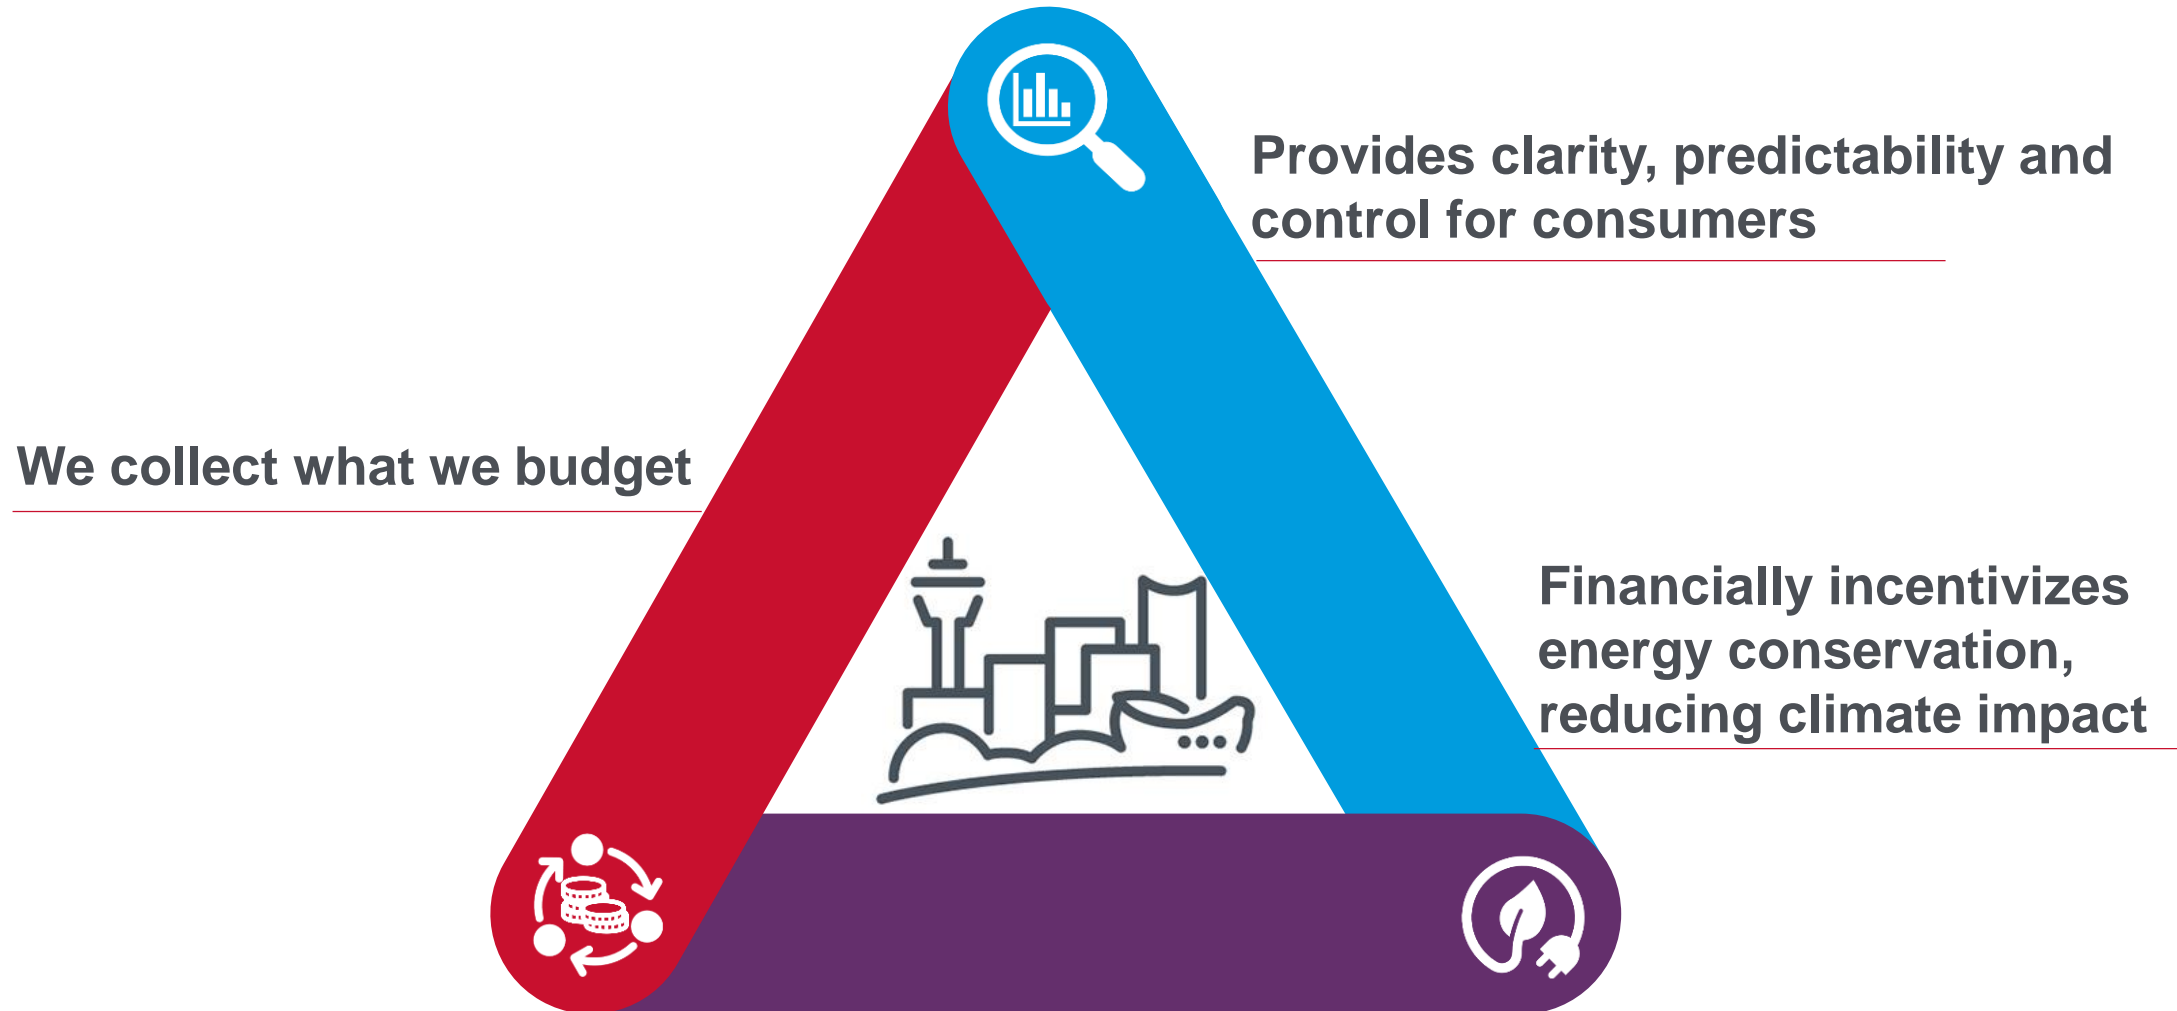 Provides clarity, predictability and
control for consumers
We collect what we budget
Financially incentivizes
energy conservation,
reducing climate impact